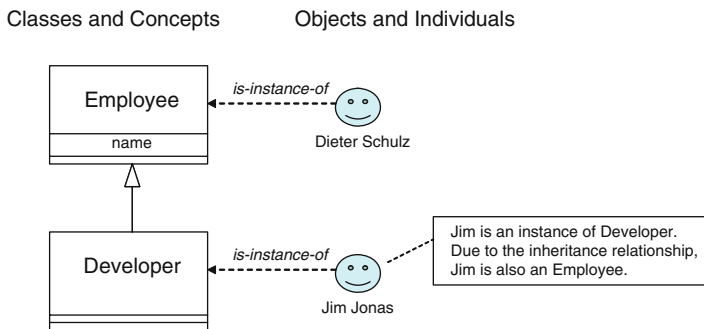 Classes and Concepts
Objects and Individuals
Employee
name
is-instance-of
Dieter Schulz
Developer
is-instance-of
Jim Jonas
Jim is an instance of Developer.
Due to the inheritance relationship,
Jim is also an Employee.